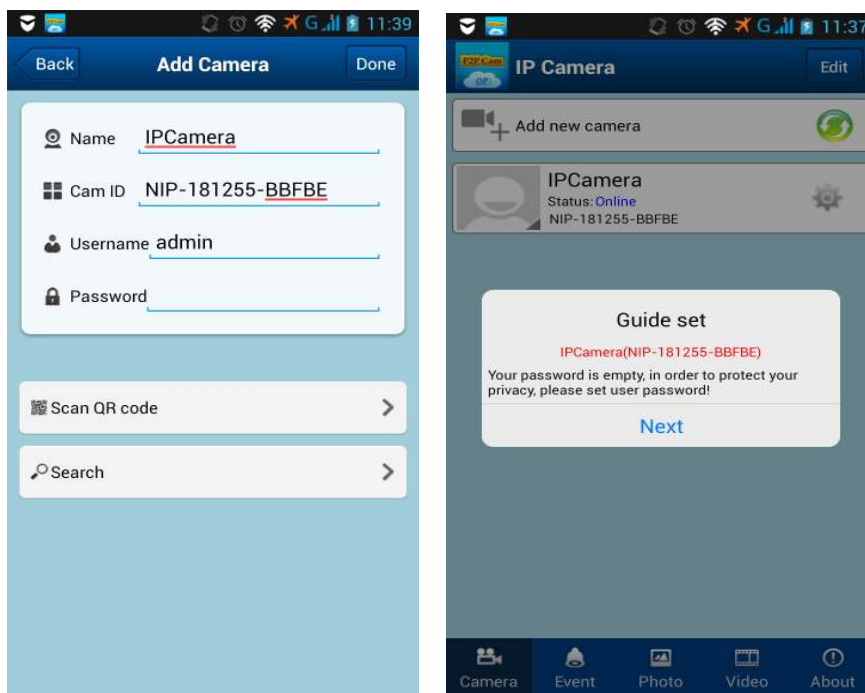 G 11:39
Back Add Camera Done
Name IPCamera
Cam ID NIP-181255-BBFBE
Username admin
Password
Scan QR code
Search
G 11:37
P2P Cam
OP
IP Camera
Edit
Add new camera
IPCamera
Status:Online
NIP-181255-BBFBE
Guide set
IPCamera(NIP-181255-BBFBE)
Your password is empty, in order to protect your
privacy, please set user password!
Next
Camera Event Photo Video About